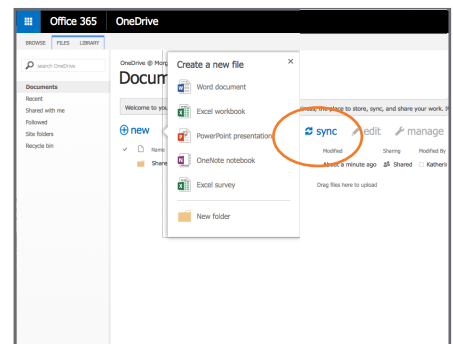 Office 365 OneDrive
BROWSE FILES LIBRARY
search OneDrive
Documents
Recent
Shared with me
Followed
Site folders
Recycle bin
OneDrive @ Morg
Docum
Welcome to you
the place to store, sync, and share your work.
new
sync
edit
manage
Name
Modified
Sharing
Modified By
Share
About a minute ago
Shared
Katheri
Drag files here to upload
Create a new file
Word document
Excel workbook
PowerPoint presentation
OneNote notebook
Excel survey
New folder